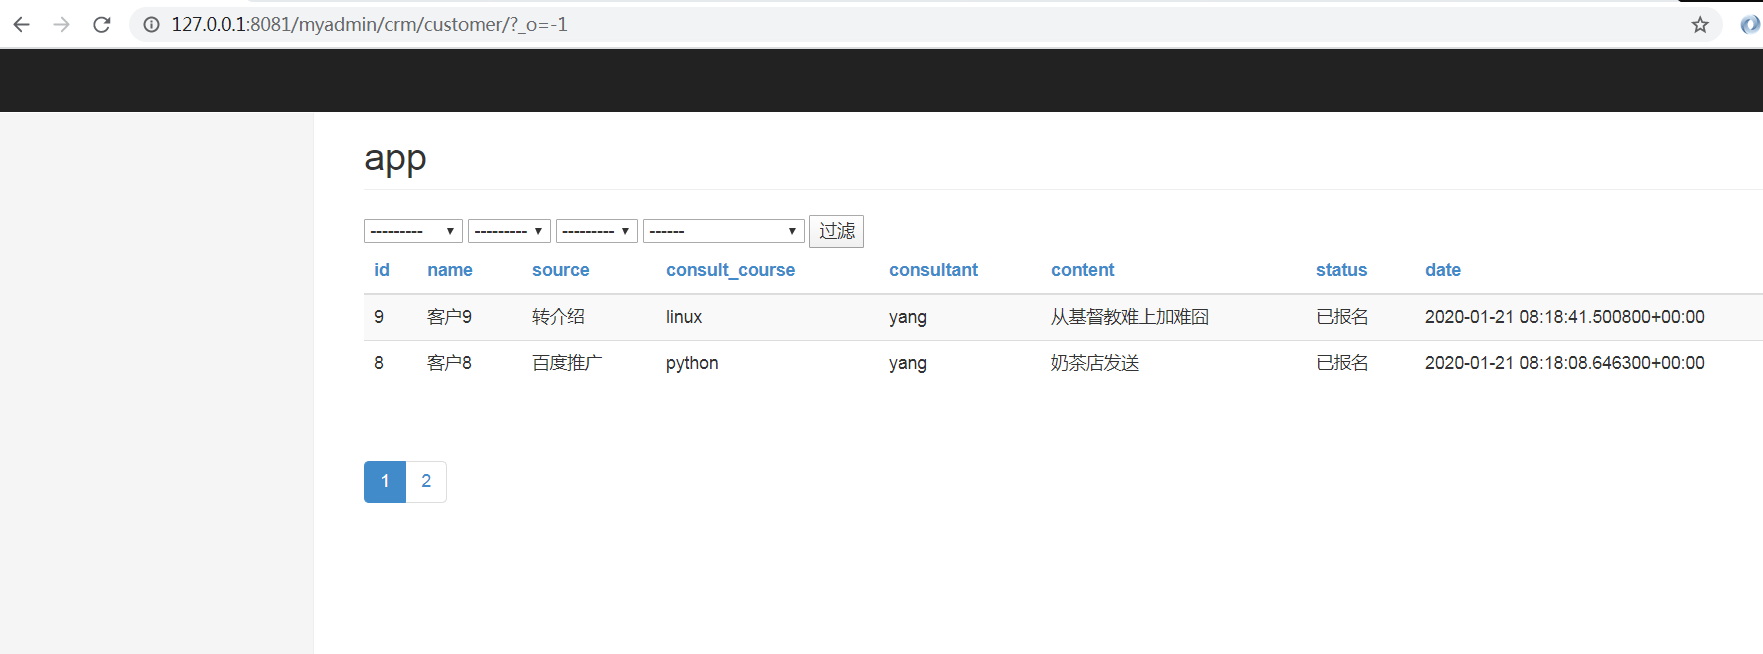 127.0.0.1:8081/myadmin/crm/customer/?_o=-1
app
--------- --------- --------- ------ 过滤
id name source consult_course consultant content status date
9 客户9 转介绍 linux yang 从基督教难上加难囧 已报名 2020-01-21 08:18:41.500800+00:00
8 客户8 百度推广 python yang 奶茶店发送 已报名 2020-01-21 08:18:08.646300+00:00
1 2